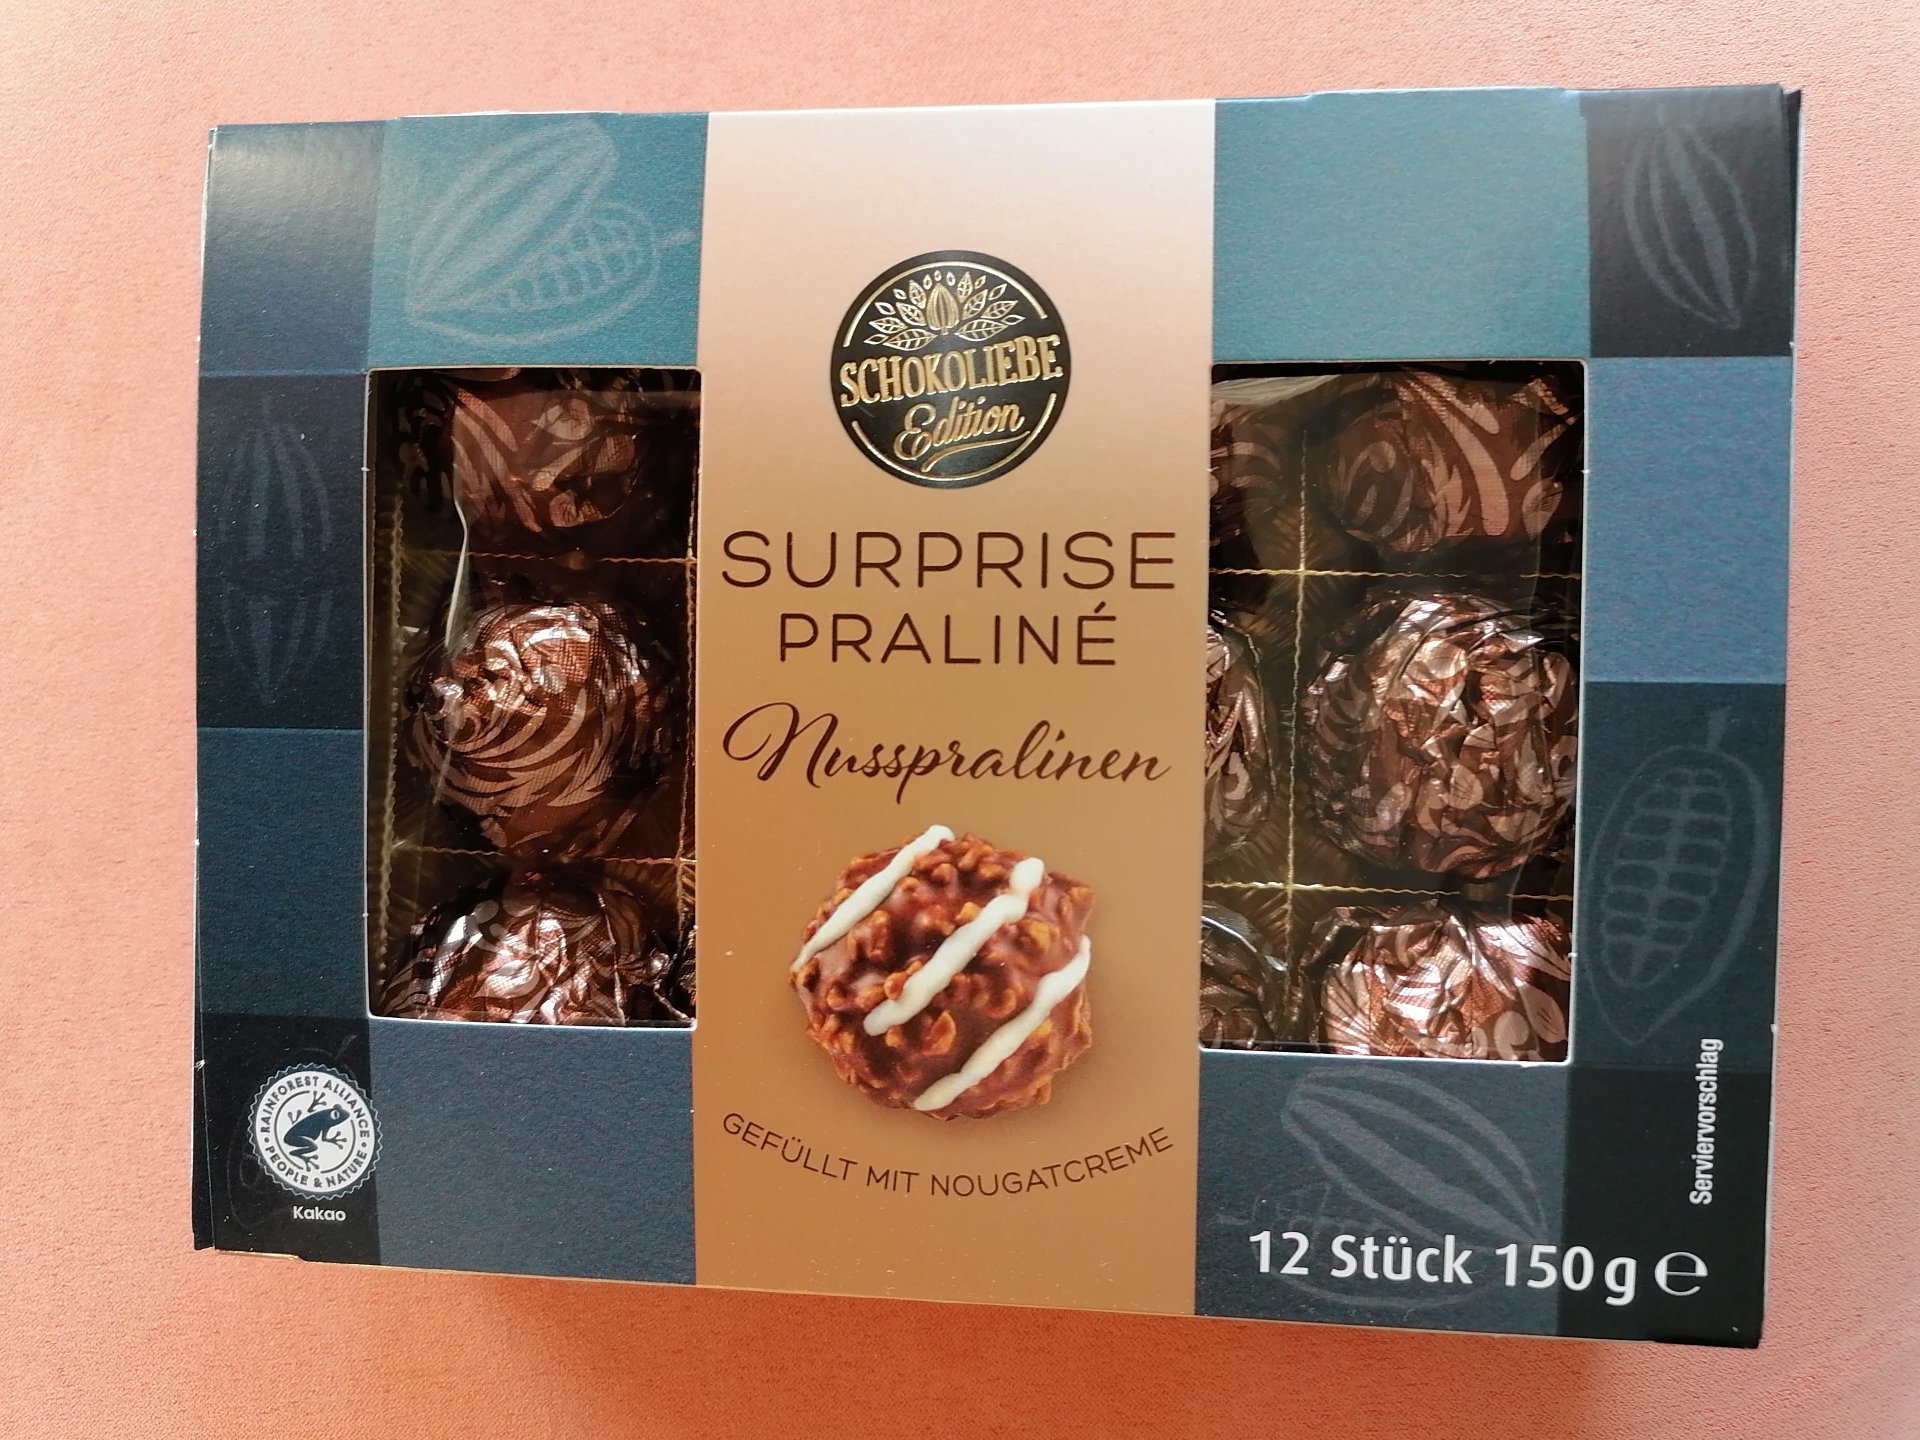 SCHOKOLIEBE
Edition
SURPRISE
PRALINÉ
Nusspralinen
GEFÜLLT MIT NOUGATCREME
RAINFOREST ALLIANCE
PEOPLE & NATURE
Kakao
Serviervorschlag
12 Stück 150 g ℮